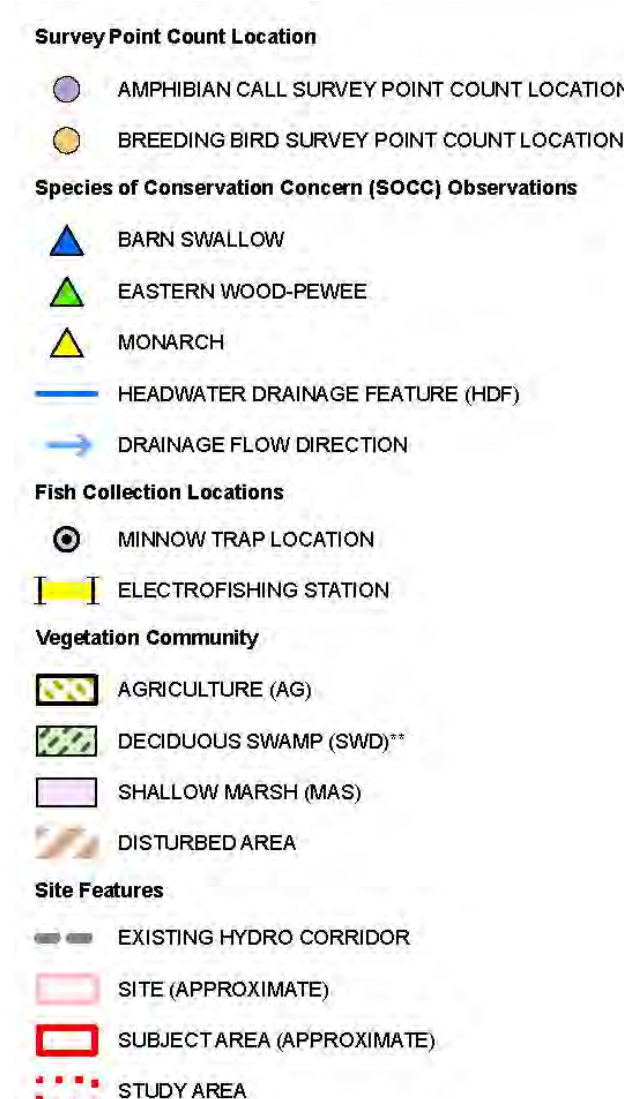 Survey Point Count Location
AMPHIBIAN CALL SURVEY POINT COUNT LOCATION
BREEDING BIRD SURVEY POINT COUNT LOCATION
Species of Conservation Concern (SOCC) Observations
BARN SWALLOW
EASTERN WOOD-PEWEE
MONARCH
HEADWATER DRAINAGE FEATURE (HDF)
DRAINAGE FLOW DIRECTION
Fish Collection Locations
MINNOW TRAP LOCATION
ELECTROFISHING STATION
Vegetation Community
AGRICULTURE (AG)
DECIDUOUS SWAMP (SWD)**
SHALLOW MARSH (MAS)
DISTURBED AREA
Site Features
EXISTING HYDRO CORRIDOR
SITE (APPROXIMATE)
SUBJECT AREA (APPROXIMATE)
STUDY AREA